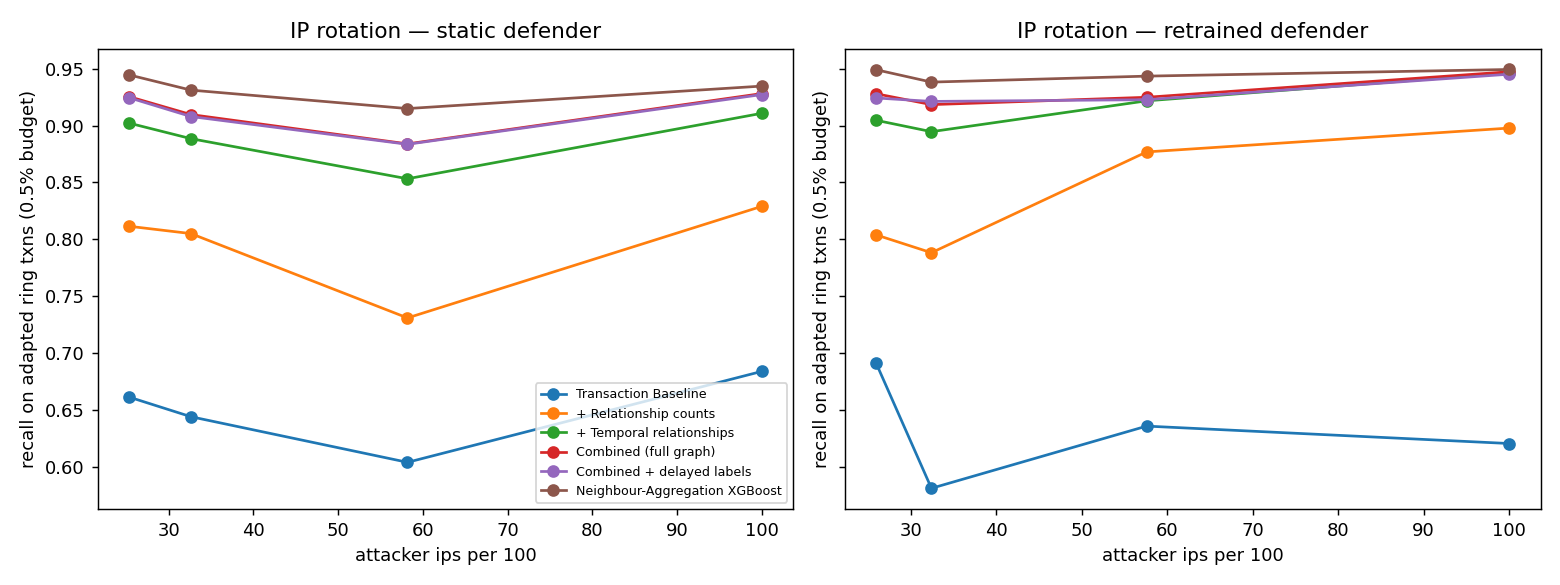 IP rotation — static defender
recall on adapted ring txns (0.5% budget)
0.95
0.90
0.85
0.80
0.75
0.70
0.65
0.60
30 40 50 60 70 80 90 100
attacker ips per 100
Transaction Baseline
+ Relationship counts
+ Temporal relationships
Combined (full graph)
Combined + delayed labels
Neighbour-Aggregation XGBoost
IP rotation — retrained defender
recall on adapted ring txns (0.5% budget)
30 40 50 60 70 80 90 100
attacker ips per 100